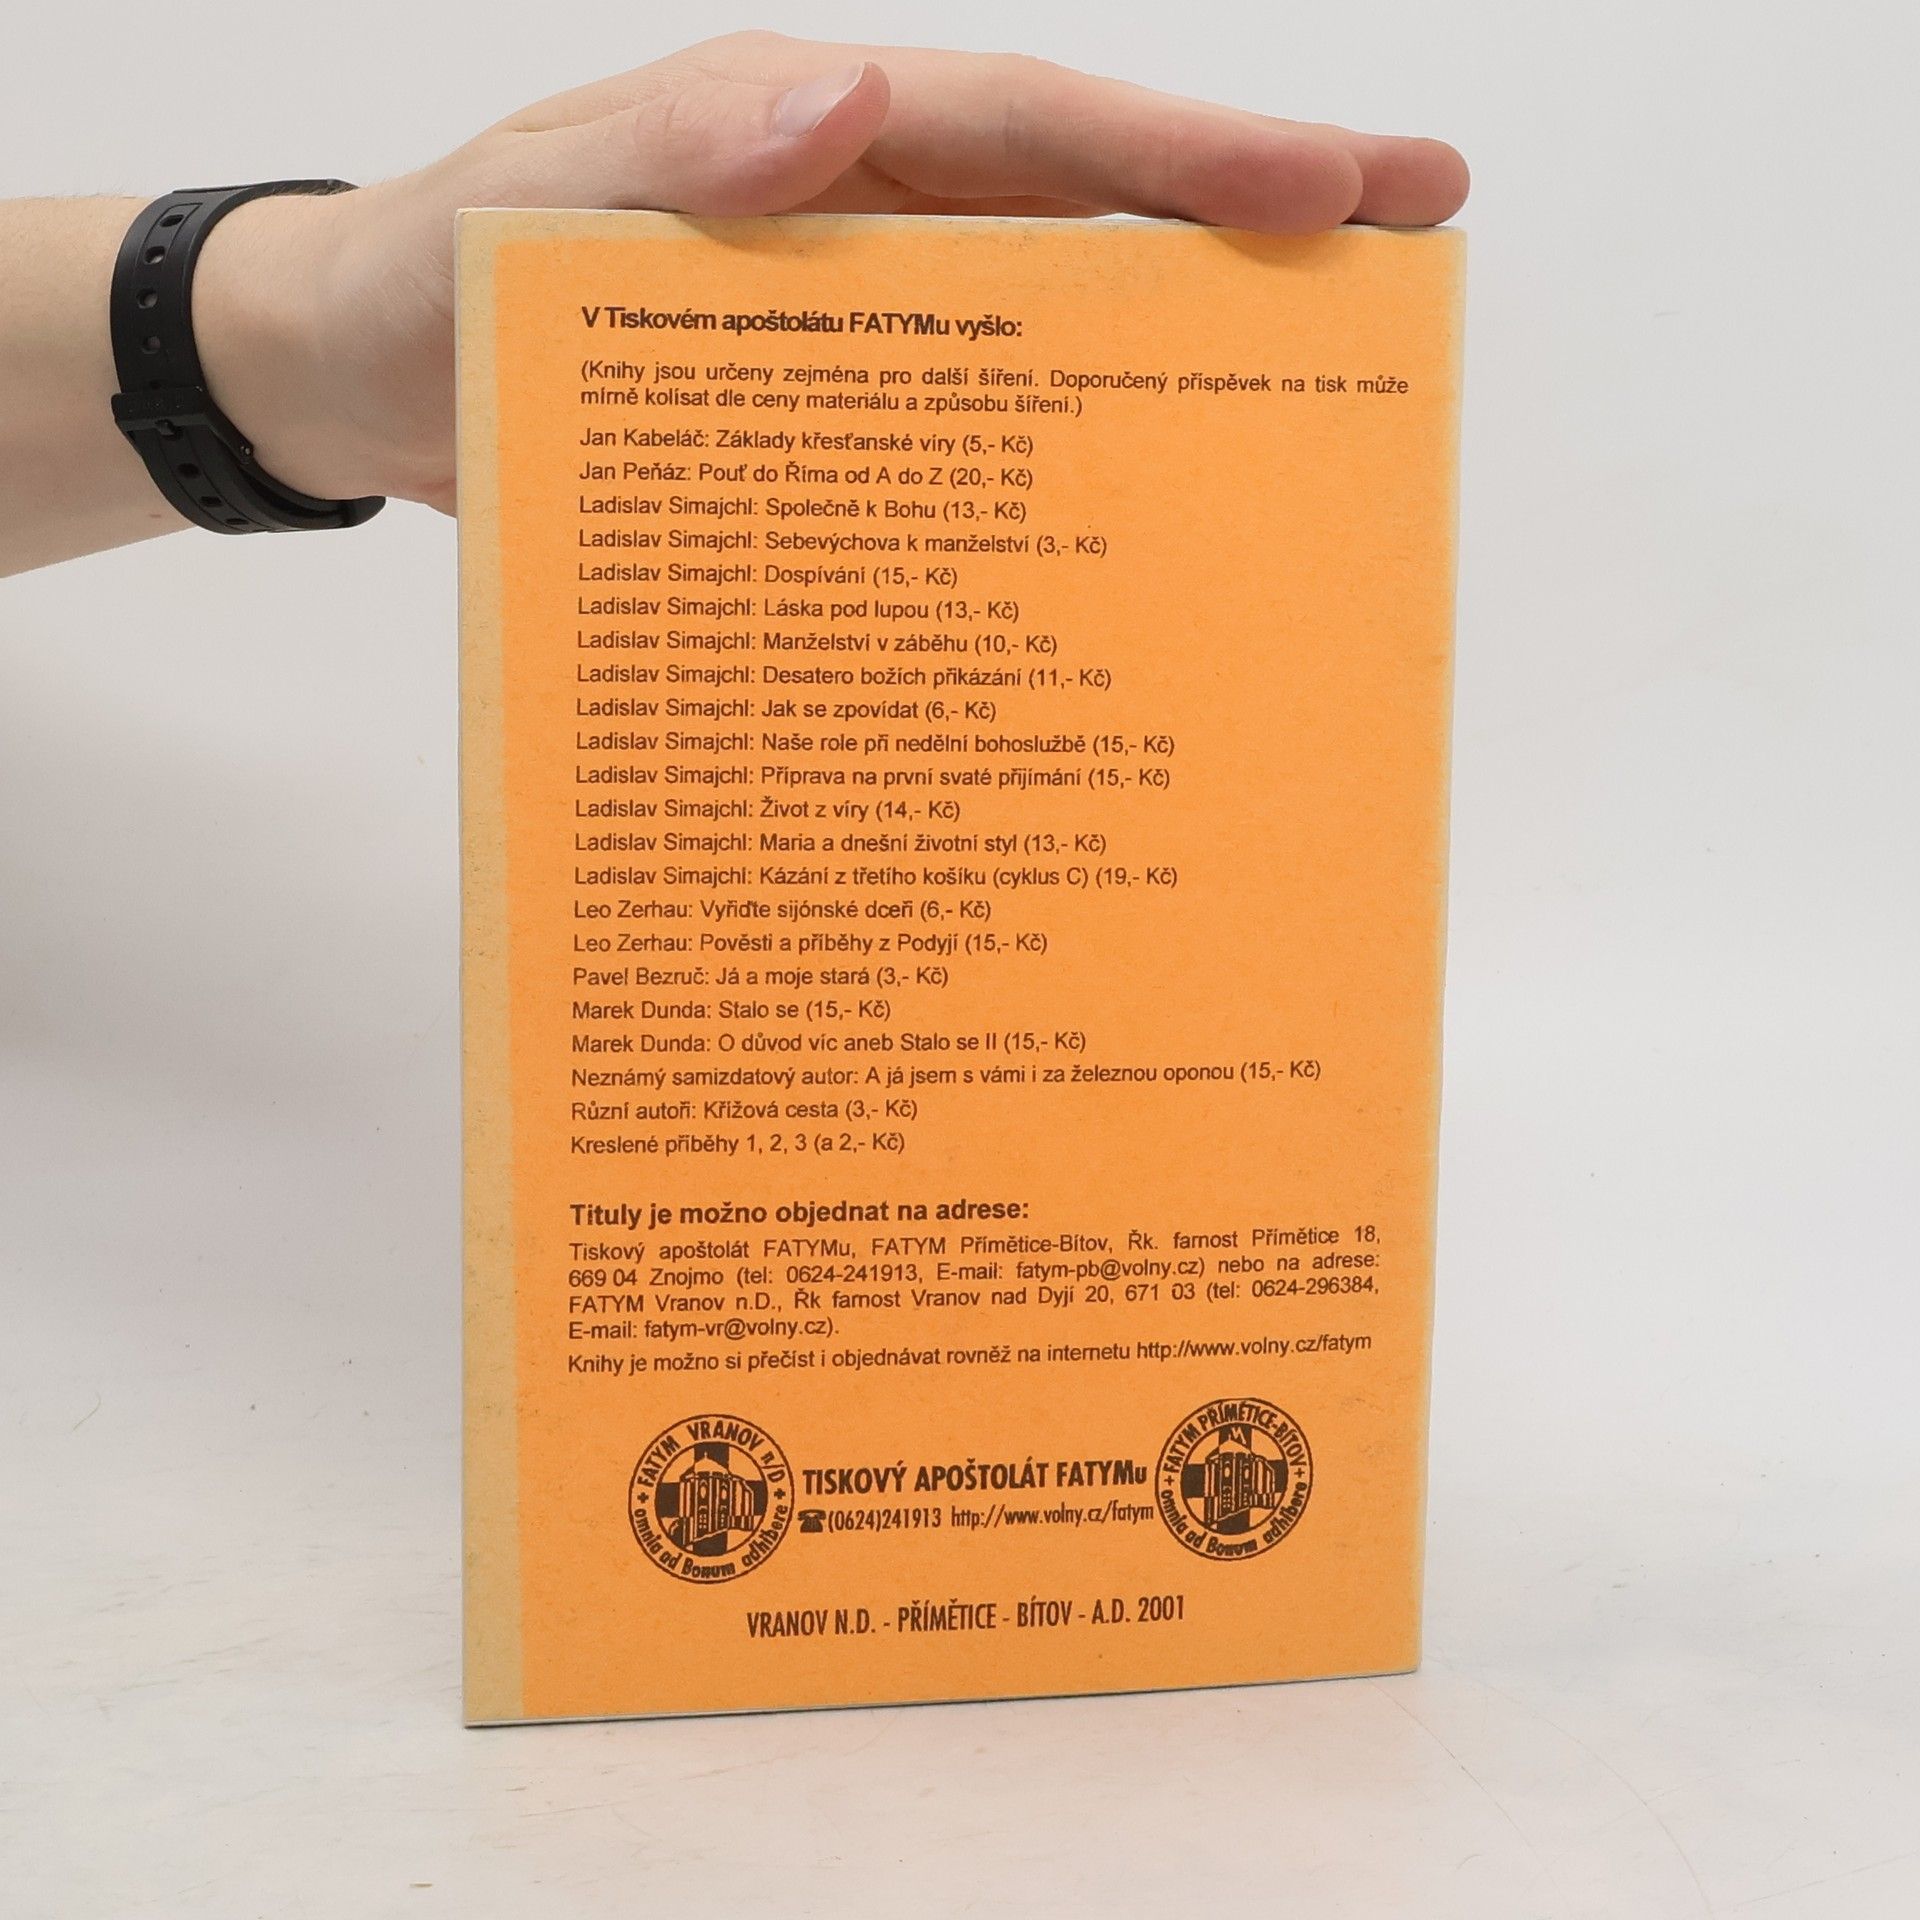 V Tiskovém apoštolátu FATYMu vyšlo:
(Knihy jsou určeny zejména pro další šíření. Doporučený příspěvek na tisk může
mírně kolísat dle ceny materiálu a způsobu šíření.)
Jan Kabeláč: Základy křesťanské víry (5,- Kč)
Jan Peňáz: Pouť do Říma od A do Z (20,- Kč)
Ladislav Simajchl: Společně k Bohu (13,- Kč)
Ladislav Simajchl: Sebevýchova k manželství (3,- Kč)
Ladislav Simajchl: Dospívání (15,- Kč)
Ladislav Simajchl: Láska pod lupou (13,- Kč)
Ladislav Simajchl: Manželství v záběhu (10,- Kč)
Ladislav Simajchl: Desatero božích přikázání (11,- Kč)
Ladislav Simajchl: Jak se zpovídat (6,- Kč)
Ladislav Simajchl: Naše role při nedělní bohoslužbě (15,- Kč)
Ladislav Simajchl: Příprava na první svaté přijímání (15,- Kč)
Ladislav Simajchl: Život z víry (14,- Kč)
Ladislav Simajchl: Maria a dnešní životní styl (13,- Kč)
Ladislav Simajchl: Kázání z třetího košíku (cyklus C) (19,- Kč)
Leo Zerhau: Vyřiďte sijónské dceři (6,- Kč)
Leo Zerhau: Pověsti a příběhy z Podyjí (15,- Kč)
Pavel Bezruč: Já a moje stará (3,- Kč)
Marek Dunda: Stalo se (15,- Kč)
Marek Dunda: O důvod víc aneb Stalo se II (15,- Kč)
Neznámý samizdatový autor: A já jsem s vámi i za železnou oponou (15,- Kč)
Různí autoři: Křížová cesta (3,- Kč)
Kreslené příběhy 1, 2, 3 (a 2,- Kč)
Tituly je možno objednat na adrese:
Tiskový apoštolát FATYMu, FATYM Přímětice-Bítov, Řk. farnost Přímětice 18,
669 04 Znojmo (tel: 0624-241913, E-mail: fatym-pb@volny.cz) nebo na adrese:
FATYM Vranov n.D., Řk farnost Vranov nad Dyjí 20, 671 03 (tel: 0624-296384,
E-mail: fatym-vr@volny.cz).
Knihy je možno si přečíst i objednávat rovněž na internetu http://www.volny.cz/fatym
+ FATYM VRANOV n/D +
omnia ad Bonum adhibere
TISKOVÝ APOŠTOLÁT FATYMu
☎(0624)241913 http://www.volny.cz/fatym
+ FATYM PŘÍMĚTICE-BÍTOV +
omnia ad Bonum adhibere
VRANOV N.D. - PŘÍMĚTICE - BÍTOV - A.D. 2001